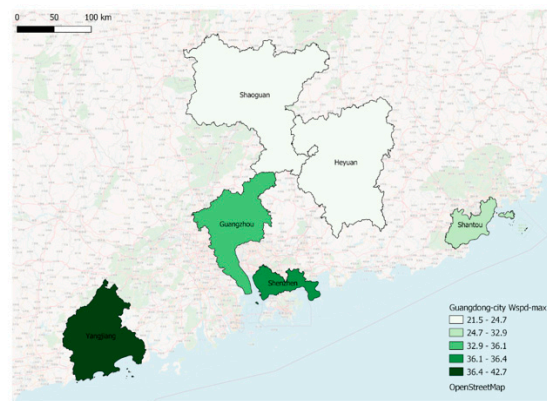 0 50 100 km
Shaoguan
Heyuan
Guangzhou
Shantou
Shenzhen
Yangjiang
Guangdong-city Wspd-max
21.5 - 24.7
24.7 - 32.9
32.9 - 36.1
36.1 - 36.4
36.4 - 42.7
OpenStreetMap